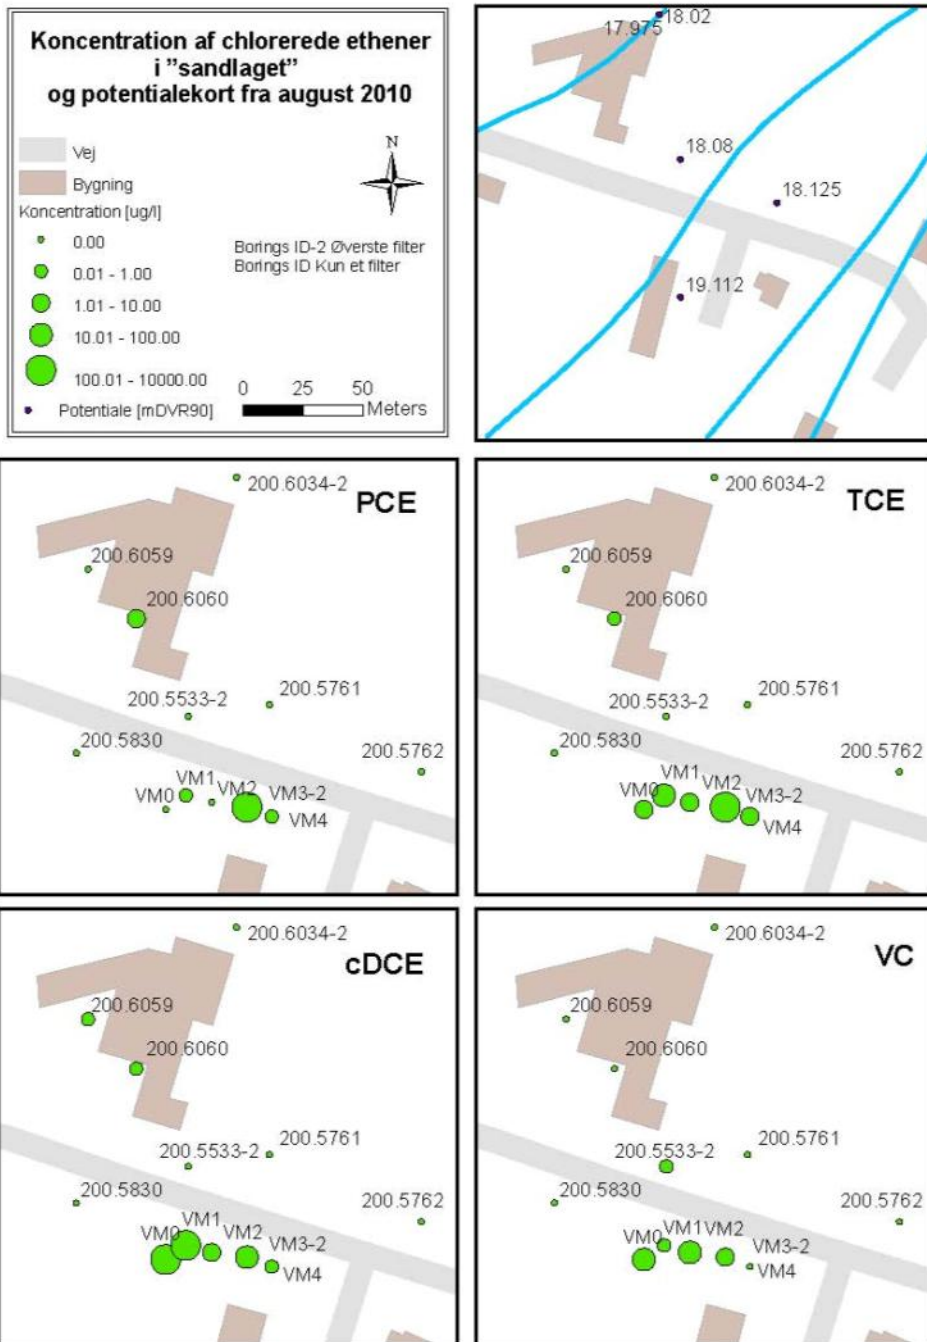 Koncentration af chlorerede ethener
i "sandlaget"
og potentialekort fra august 2010
Vej
Bygning
Koncentration [ug/l]
0.00
0.01 - 1.00
1.01 - 10.00
10.01 - 100.00
100.01 - 10000.00
Potentiale [mDVR90]
N
Borings ID-2 Øverste filter
Borings ID Kun et filter
0 25 50
Meters
18.02
17.975
18.08
18.125
19.112
PCE
200.6034-2
200.6059
200.6060
200.5761
200.5533-2
200.5830
200.5762
VM1
VM0
VM2
VM3-2
VM4
TCE
200.6034-2
200.6059
200.6060
200.5761
200.5533-2
200.5830
200.5762
VM1
VM0
VM2
VM3-2
VM4
cDCE
200.6034-2
200.6059
200.6060
200.5761
200.5533-2
200.5830
200.5762
VM1
VM0
VM2
VM3-2
VM4
VC
200.6034-2
200.6059
200.6060
200.5761
200.5533-2
200.5830
200.5762
VM1
VM2
VM0
VM3-2
VM4